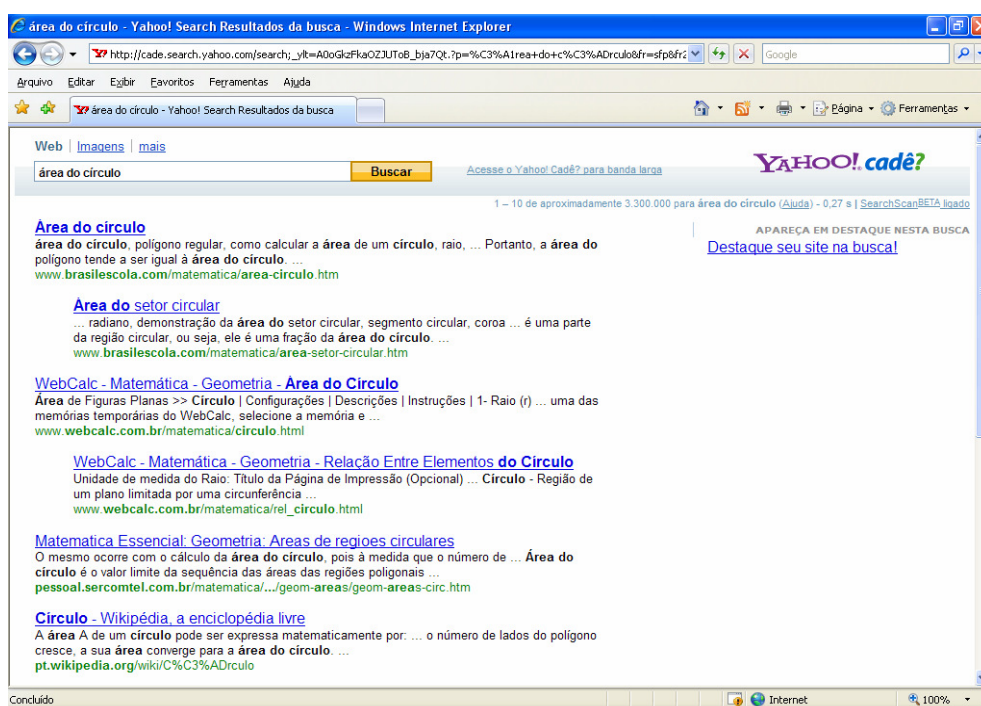 área do círculo - Yahoo! Search Resultados da busca - Windows Internet Explorer
http://cade.search.yahoo.com/search;_ylt=A0oGkzFkaOZJUToB_bja7Qt.?p=%C3%A1rea+do+c%C3%ADrculo&fr=sfp&fr2
Google
Arquivo Editar Exibir Favoritos Ferramentas Ajuda
área do círculo - Yahoo! Search Resultados da busca
Página Ferramentas
Web | Imagens | mais
área do círculo Buscar Acesse o Yahoo! Cadê? para banda larga YAHOO! cadê?
1 – 10 de aproximadamente 3.300.000 para área do círculo (Ajuda) - 0,27 s | SearchScanBETA ligado
Área do círculo
área do círculo, polígono regular, como calcular a área de um círculo, raio, ... Portanto, a área do
polígono tende a ser igual à área do círculo. ...
www.brasilescola.com/matematica/area-circulo.htm
APAREÇA EM DESTAQUE NESTA BUSCA
Destaque seu site na busca!
Área do setor circular
... radiano, demonstração da área do setor circular, segmento circular, coroa ... é uma parte
da região circular, ou seja, ele é uma fração da área do círculo. ...
www.brasilescola.com/matematica/area-setor-circular.htm
WebCalc - Matemática - Geometria - Área do Círculo
Área de Figuras Planas >> Círculo | Configurações | Descrições | Instruções | 1- Raio (r) ... uma das
memórias temporárias do WebCalc, selecione a memória e ...
www.webcalc.com.br/matematica/circulo.html
WebCalc - Matemática - Geometria - Relação Entre Elementos do Círculo
Unidade de medida do Raio: Título da Página de Impressão (Opcional) ... Círculo - Região de
um plano limitada por uma circunferência ...
www.webcalc.com.br/matematica/rel_circulo.html
Matematica Essencial: Geometria: Areas de regioes circulares
O mesmo ocorre com o cálculo da área do círculo, pois à medida que o número de ... Área do
círculo é o valor limite da sequência das áreas das regiões poligonais ...
pessoal.sercomtel.com.br/matematica/.../geom-areas/geom-areas-circ.htm
Círculo - Wikipédia, a enciclopédia livre
A área A de um círculo pode ser expressa matematicamente por: ... o número de lados do polígono
cresce, a sua área converge para a área do círculo. ...
pt.wikipedia.org/wiki/C%C3%ADrculo
Concluído Internet 100%